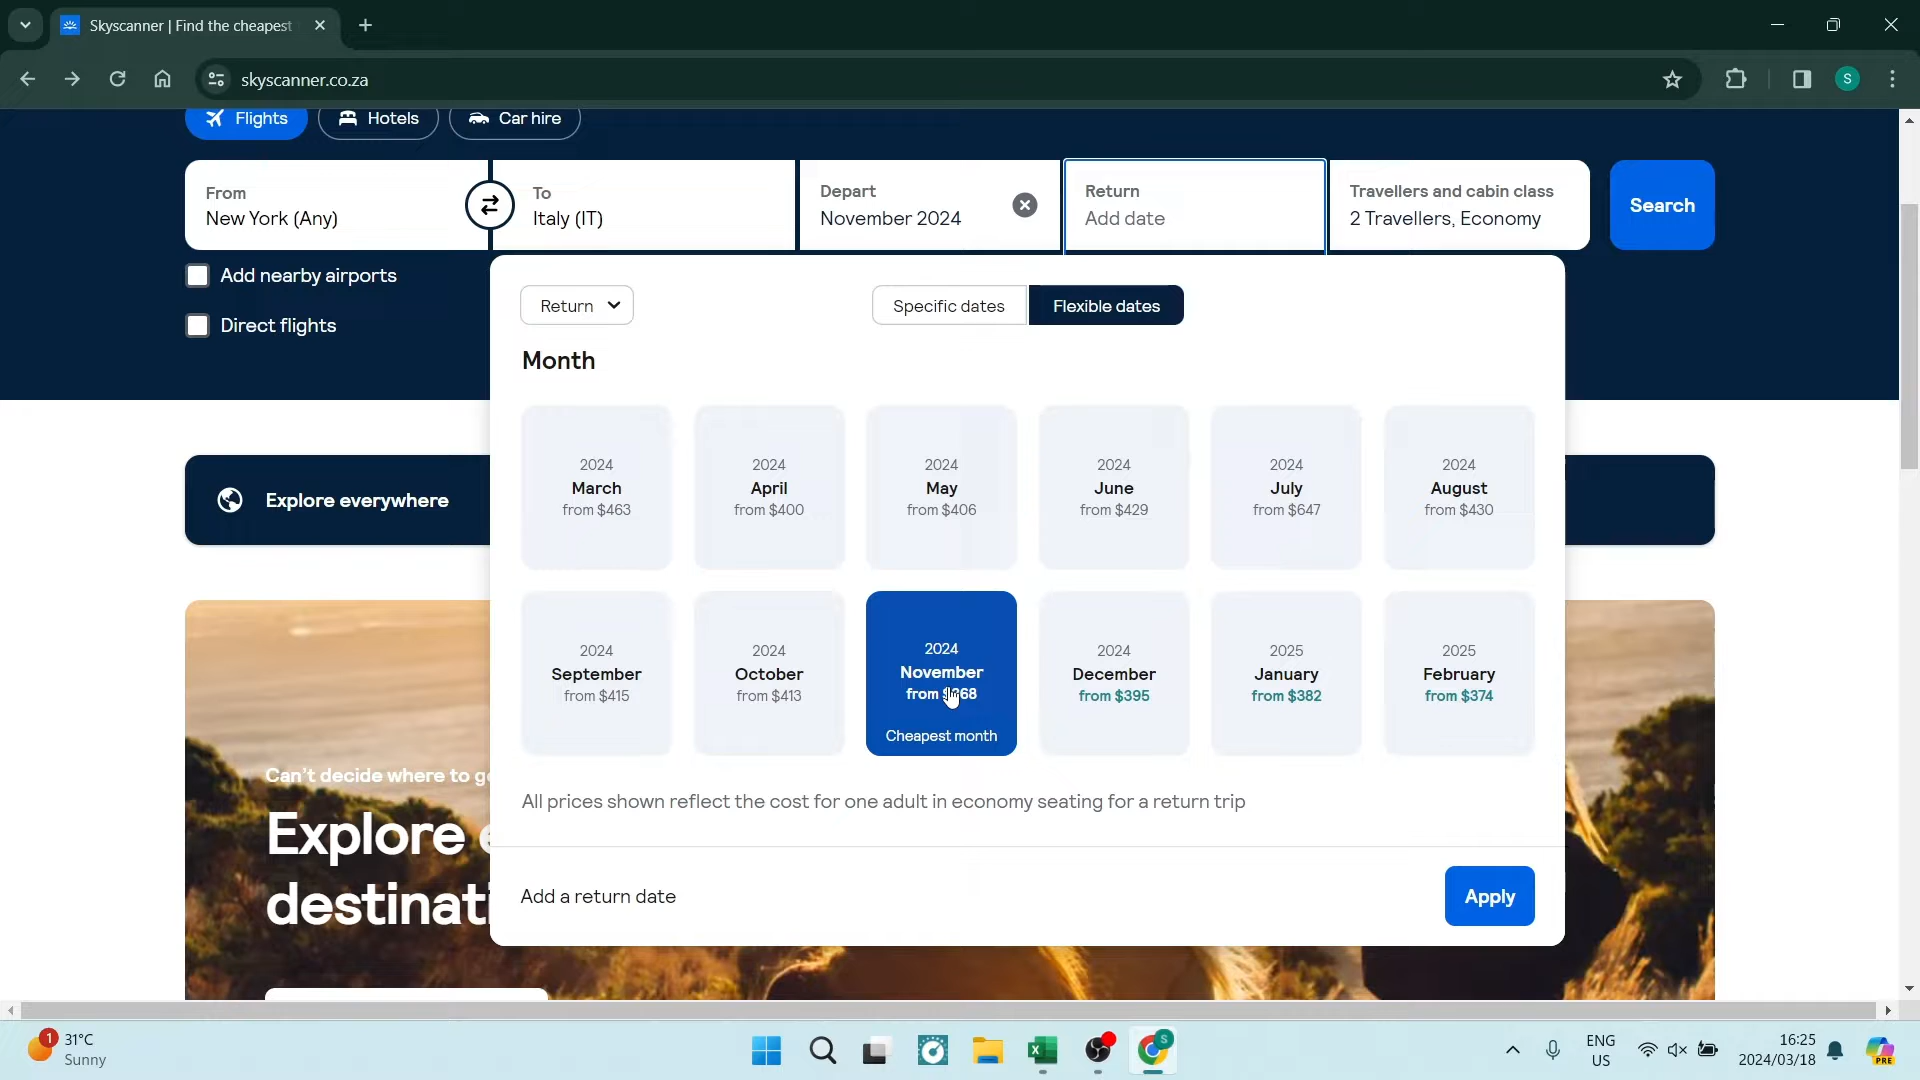 Skyscanner | Find the cheapest
skyscanner.co.za
S
Flights
Hotels
Car hire
From
New York (Any)
To
Italy (IT)
Depart
November 2024
Return
Add date
Travellers and cabin class
2 Travellers, Economy
Search
Add nearby airports
Direct flights
Return
Specific dates
Flexible dates
Month
2024
March
from $463
2024
April
from $400
2024
May
from $406
2024
June
from $429
2024
July
from $647
2024
August
from $430
2024
September
from $415
2024
October
from $413
2024
November
from
Cheapest month
2024
December
from $395
2025
January
from $382
2025
February
from $374
All prices shown reflect the cost for one adult in economy seating for a return trip
Add a return date
Apply
Explore everywhere
Can't decide where to
Explore
1
31°C
Sunny
S
ENG
US
16:25
2024/03/18
PRE